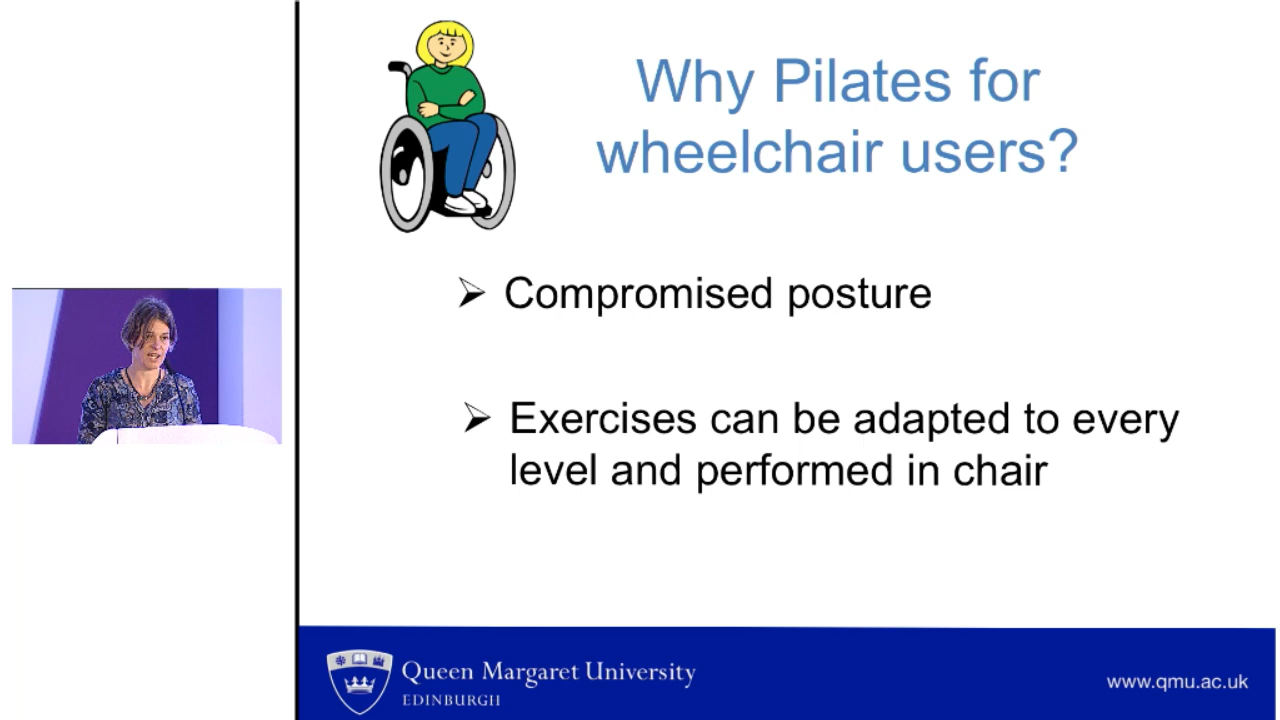 Why Pilates for
wheelchair users?
➢ Compromised posture
➢ Exercises can be adapted to every
level and performed in chair
Queen Margaret University
EDINBURGH
www.qmu.ac.uk